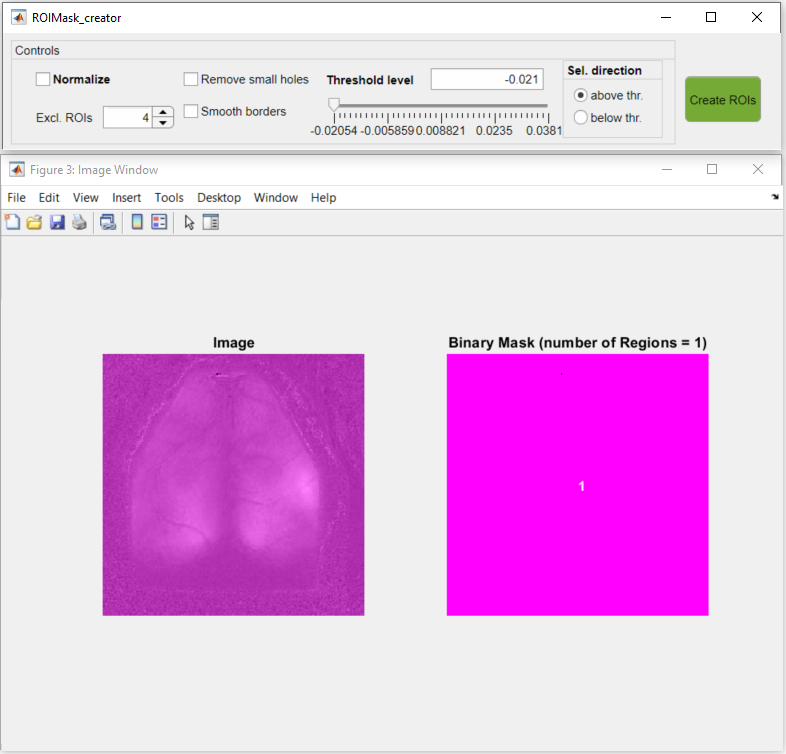 ROIMask_creator
Controls
Normalize
Remove small holes
Threshold level
-0.021
Sel. direction
above thr.
below thr.
Create ROIs
Excl. ROIs
4
Smooth borders
-0.02054 -0.005859 0.008821 0.0235 0.0381
Figure 3: Image Window
File Edit View Insert Tools Desktop Window Help
Image
Binary Mask (number of Regions = 1)
1